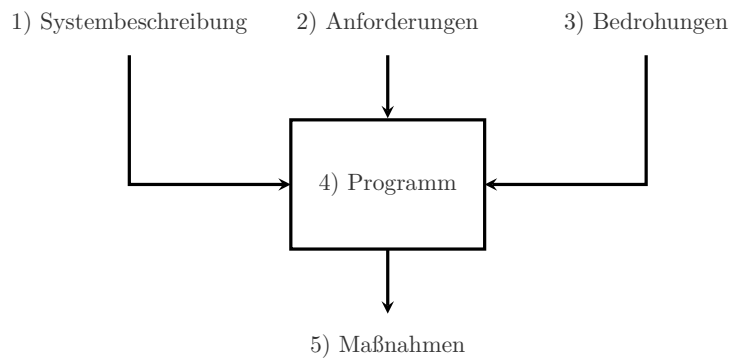 1) Systembeschreibung
2) Anforderungen
3) Bedrohungen
4) Programm
5) Maßnahmen